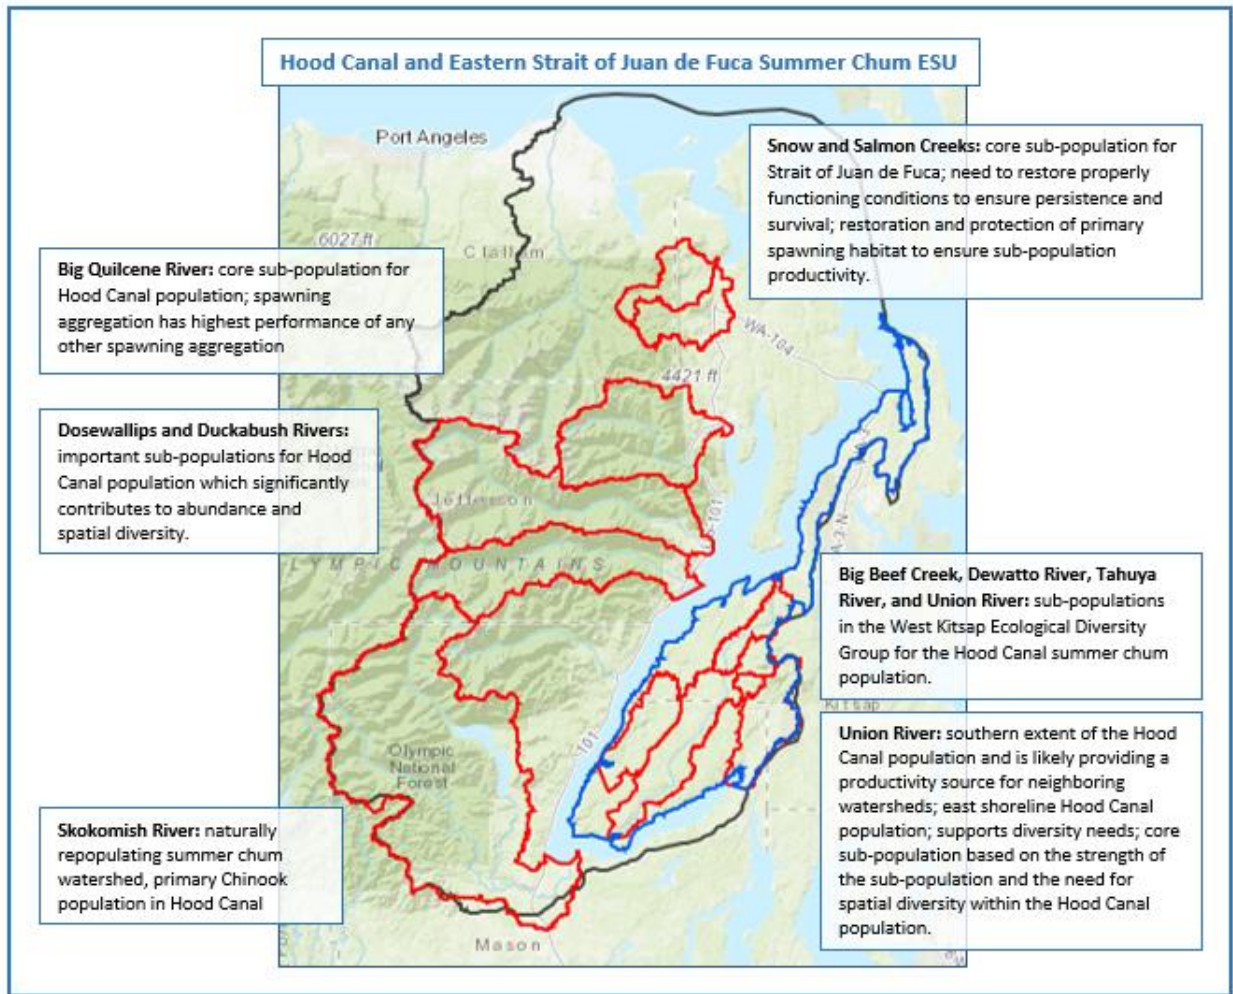 Hood Canal and Eastern Strait of Juan de Fuca Summer Chum ESU
Port Angeles
Snow and Salmon Creeks: core sub-population for
Strait of Juan de Fuca; need to restore properly
functioning conditions to ensure persistence and
survival; restoration and protection of primary
spawning habitat to ensure sub-population
productivity.
6027 ft
Clallam
Big Quilcene River: core sub-population for
Hood Canal population; spawning
aggregation has highest performance of any
other spawning aggregation
WA-104
4421 ft
Dosewallips and Duckabush Rivers:
important sub-populations for Hood
Canal population which significantly
contributes to abundance and
spatial diversity.
Jefferson
101
LYMPIC MOUNTAINS
A-3-N
Big Beef Creek, Dewatto River, Tahuya
River, and Union River: sub-populations
in the West Kitsap Ecological Diversity
Group for the Hood Canal summer chum
population.
Kitsap
Union River: southern extent of the Hood
Canal population and is likely providing a
productivity source for neighboring
watersheds; east shoreline Hood Canal
population; supports diversity needs; core
sub-population based on the strength of
the sub-population and the need for
spatial diversity within the Hood Canal
population.
101
Olympic
National
Forest
Skokomish River: naturally
repopulating summer chum
watershed, primary Chinook
population in Hood Canal
Mason